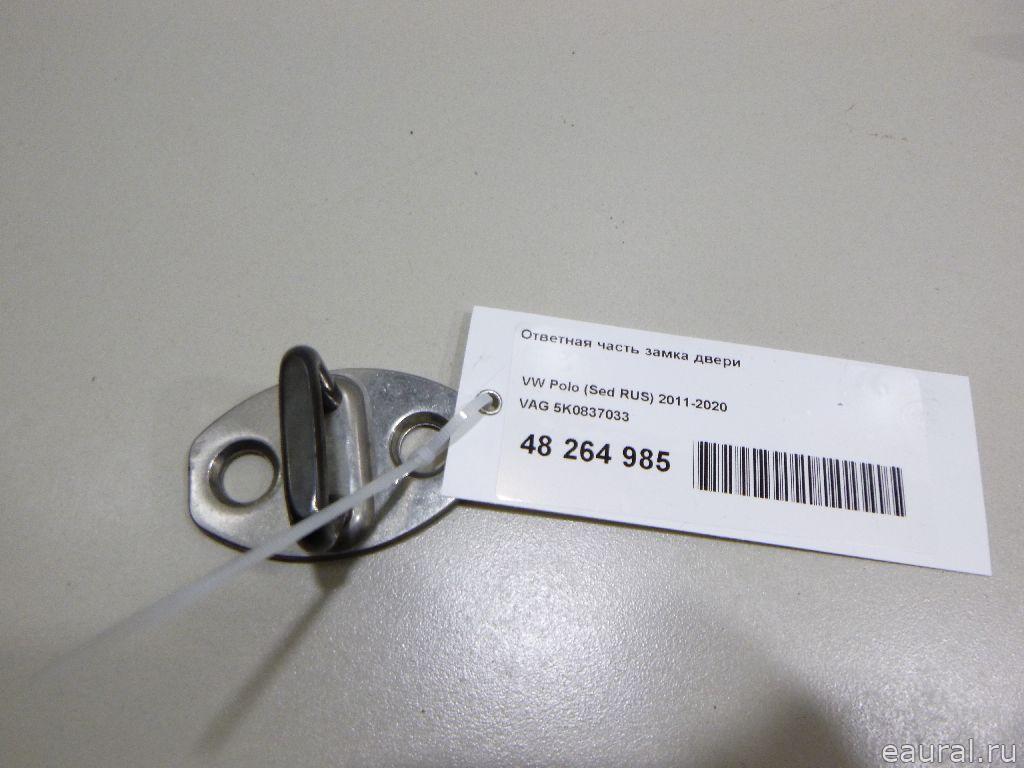 Ответная часть замка двери
VW Polo (Sed RUS) 2011-2020
VAG 5K0837033
48 264 985
eaural.ru